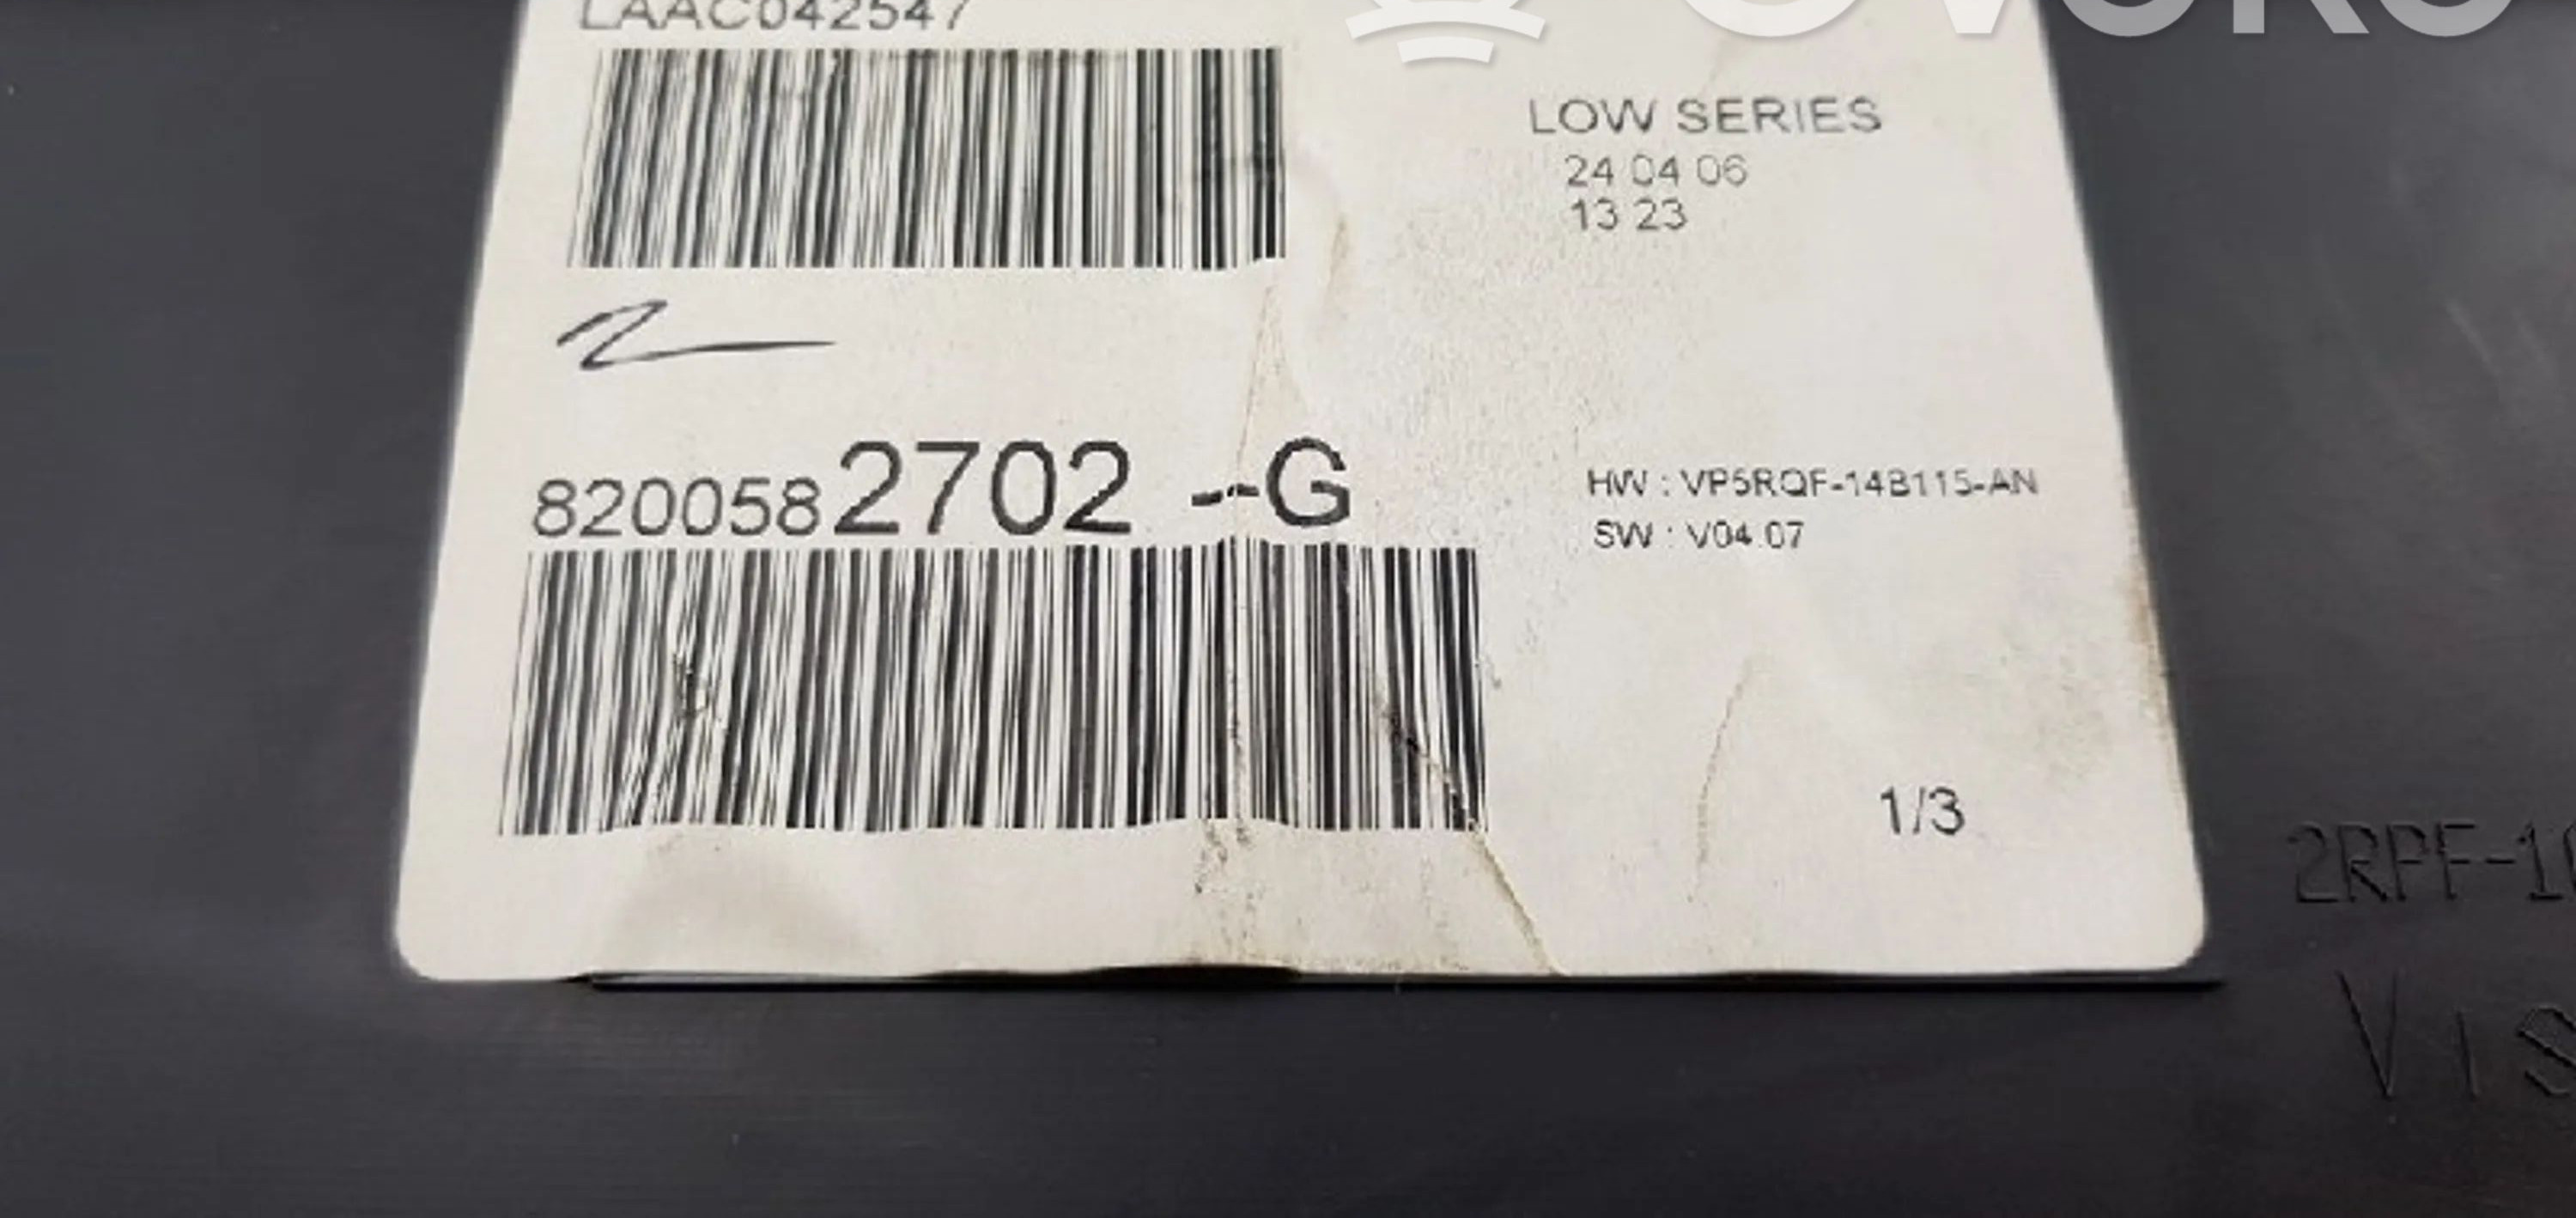 LAAC042547
LOW SERIES
24 04 06
13 23
8200582702 --G
HW : VP5RQF-14B115-AN
SW : V04.07
1/3